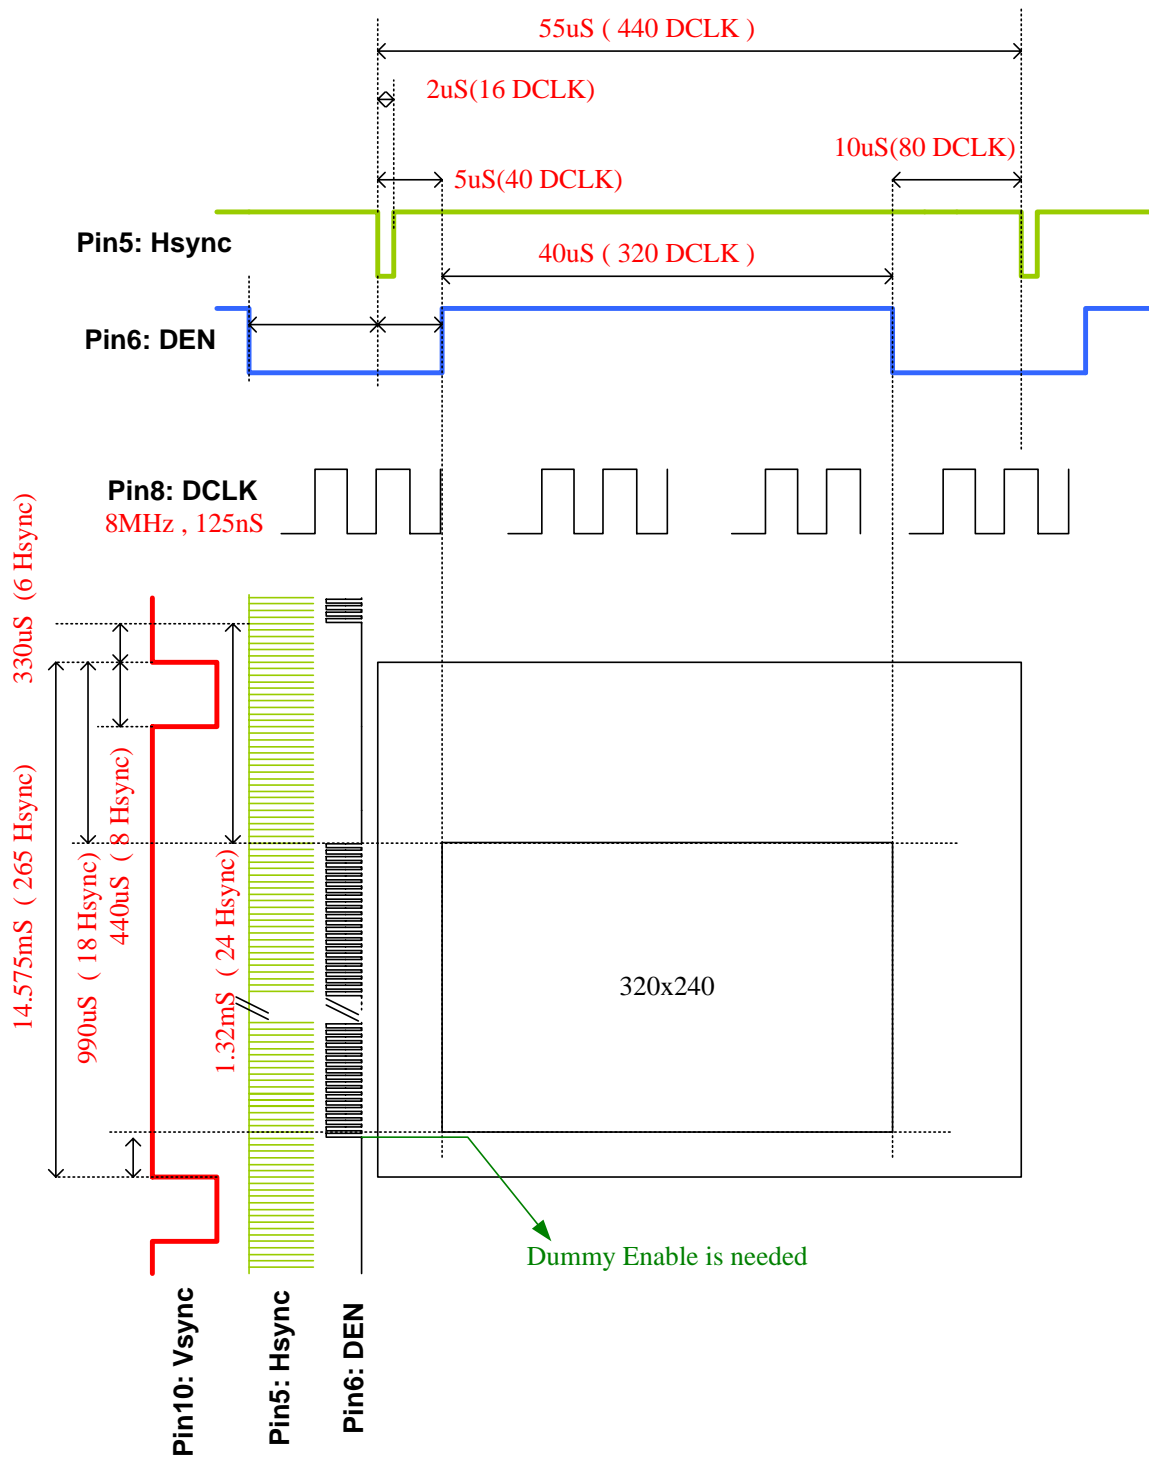 55uS ( 440 DCLK )
2uS(16 DCLK)
10uS(80 DCLK)
5uS(40 DCLK)
Pin5: Hsync
40uS ( 320 DCLK )
Pin6: DEN
Pin8: DCLK
8MHz , 125nS
330uS (6 Hsync)
14.575mS ( 265 Hsync)
990uS ( 18 Hsync)
440uS ( 8 Hsync)
1.32mS ( 24 Hsync)
320x240
Dummy Enable is needed
Pin10: Vsync
Pin5: Hsync
Pin6: DEN